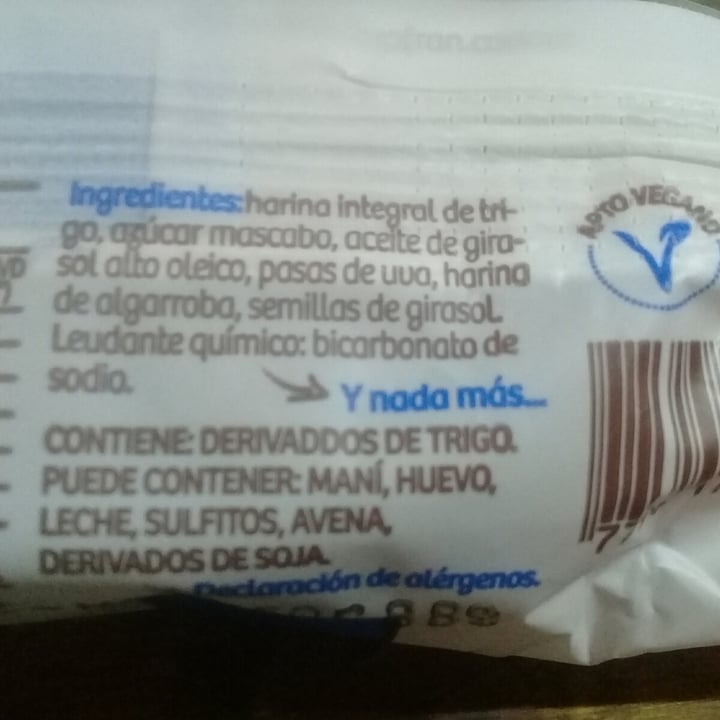 Ingredientes: harina integral de tri-
go, azúcar mascabo, aceite de gira-
sol alto oleico, pasas de uva, harina
de algarroba, semillas de girasol.
Leudante químico: bicarbonato de
sodio.
Y nada más...
CONTIENE: DERIVADDOS DE TRIGO.
PUEDE CONTENER: MANÍ, HUEVO,
LECHE, SULFITOS, AVENA,
DERIVADOS DE SOJA.
Declaración de alérgenos.
APTO VEGANO
V